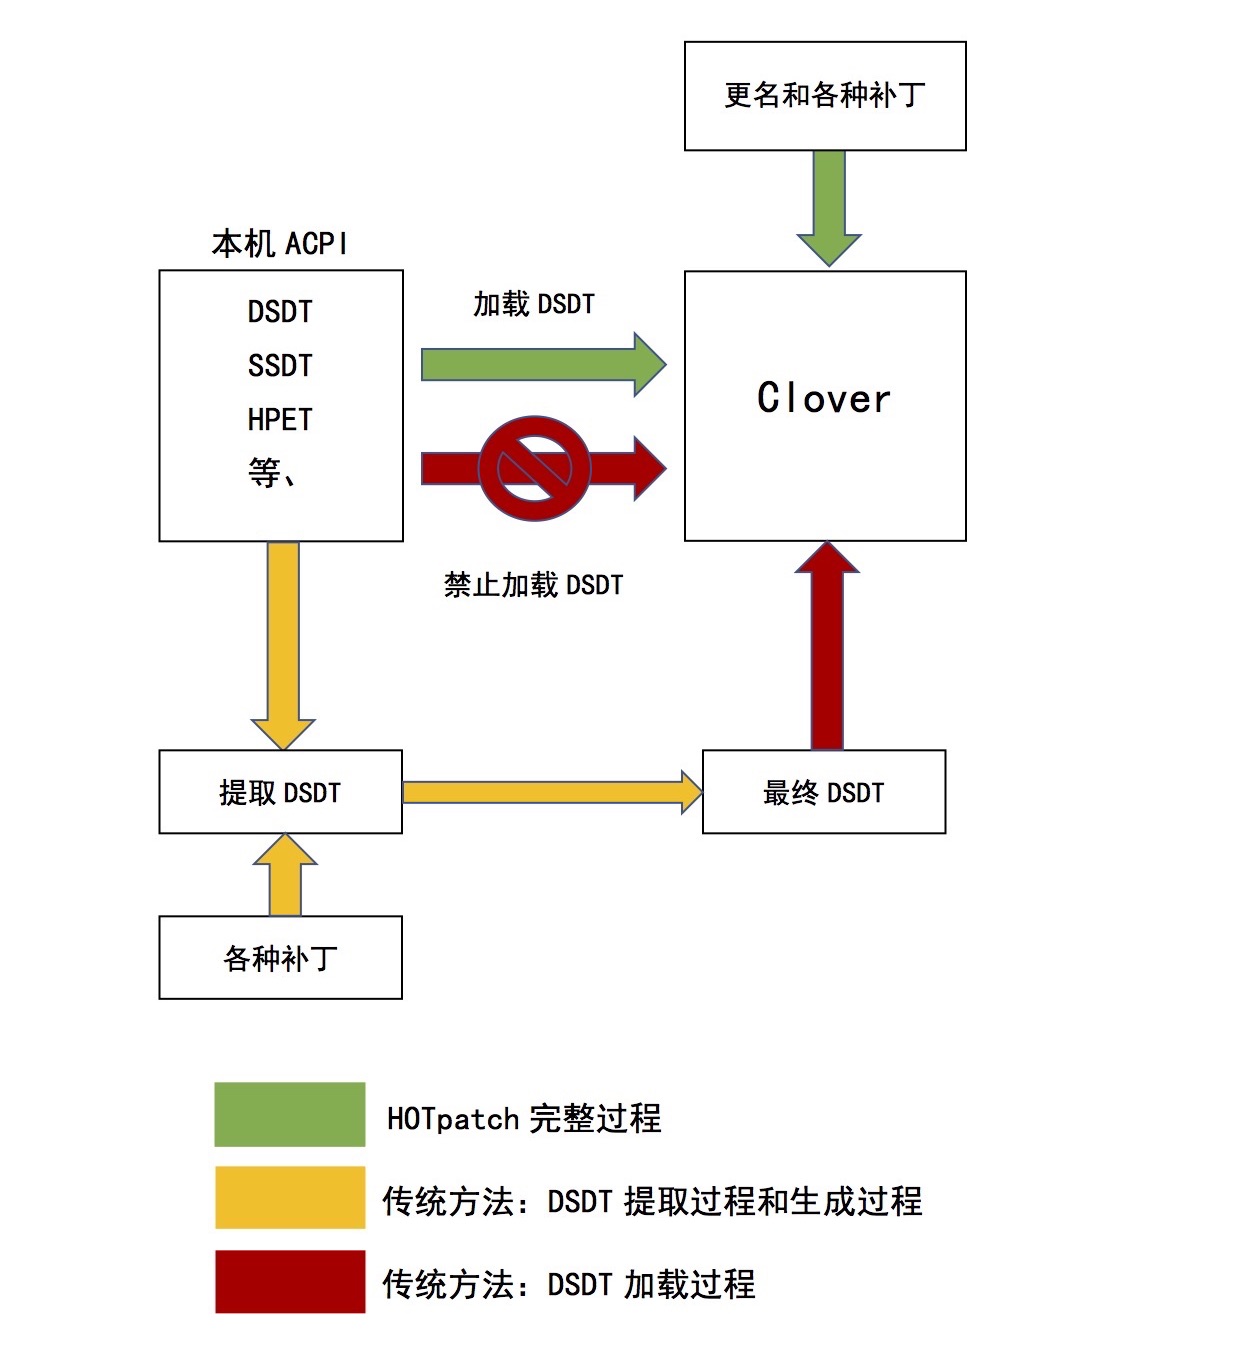 更名和各种补丁
本机 ACPI
DSDT
SSDT
HPET
等、
加载 DSDT
Clover
禁止加载 DSDT
提取 DSDT
最终 DSDT
各种补丁
HOTpatch 完整过程
传统方法：DSDT 提取过程和生成过程
传统方法：DSDT 加载过程